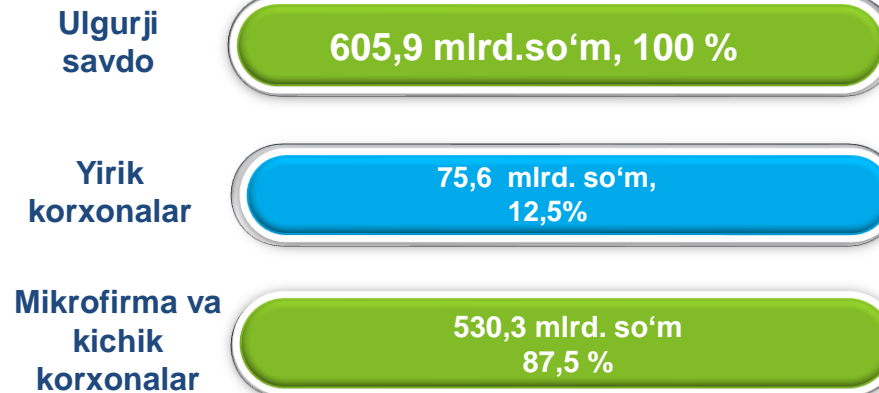 Ulgurji
savdo
605,9 mlrd.so‘m, 100 %
Yirik
korxonalar
75,6 mlrd. so‘m,
12,5%
Mikrofirma va
kichik
korxonalar
530,3 mlrd. so‘m
87,5 %